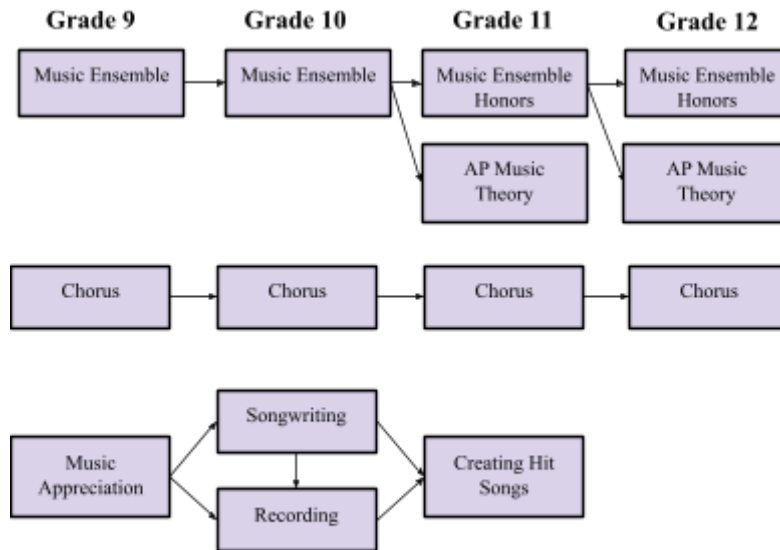 Grade 9 Grade 10 Grade 11 Grade 12
Music Ensemble
Music Ensemble
Music Ensemble
Honors
Music Ensemble
Honors
AP Music
Theory
AP Music
Theory
Chorus
Chorus
Chorus
Chorus
Music
Appreciation
Songwriting
Recording
Creating Hit
Songs